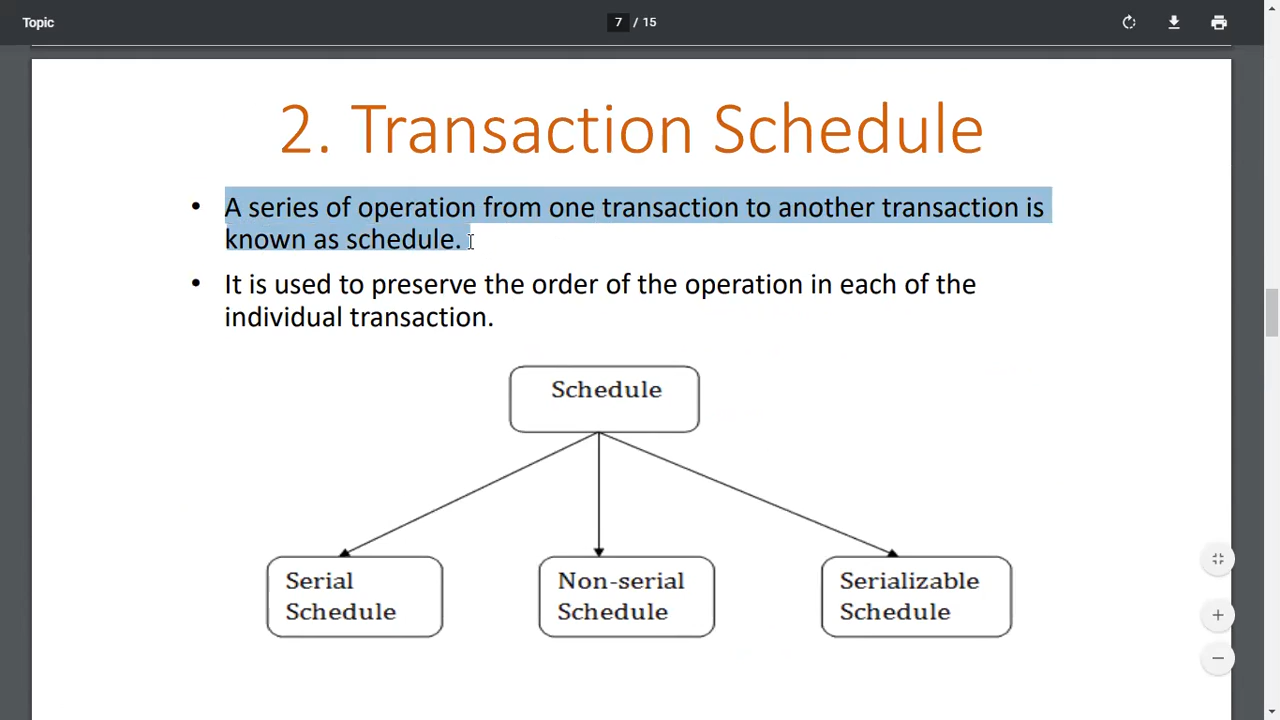 Topic
7 / 15
2. Transaction Schedule
• A series of operation from one transaction to another transaction is
known as schedule.
• It is used to preserve the order of the operation in each of the
individual transaction.
Schedule
Serial
Schedule
Non-serial
Schedule
Serializable
Schedule